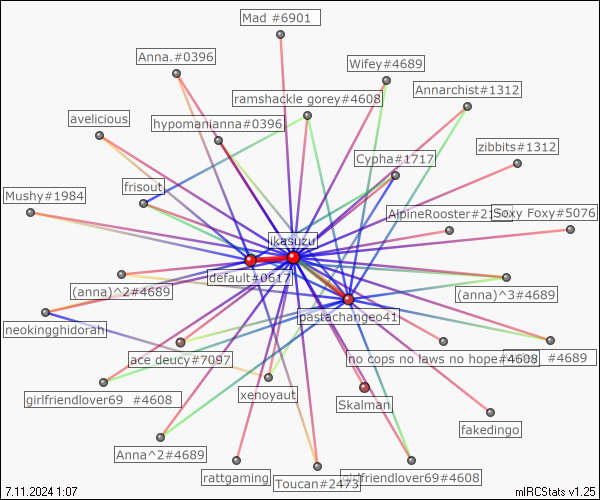 Mad #6901
Anna.#0396
Wifey#4689
Annarchist#1312
ramshackle gorey#4608
avelicious
hypomanianna#0396
zibbits#1312
Cypha#1717
frisout
Mushy#1984
AlpineRooster#2
Soxy Foxy#5076
ikasuzu
default#0617
(anna)^2#4689
(anna)^3#4689
pastachangeo41
neokingghidorah
ace deucy#7097
no cops no laws no hope#4608
#4689
girlfriendlover69 #4608
xenoyaut
Skalman
fakedingo
Anna^2#4689
rattgaming
Toucan#2473
girlfriendlover69#4608
7.11.2024 1:07
mIRCStats v1.25